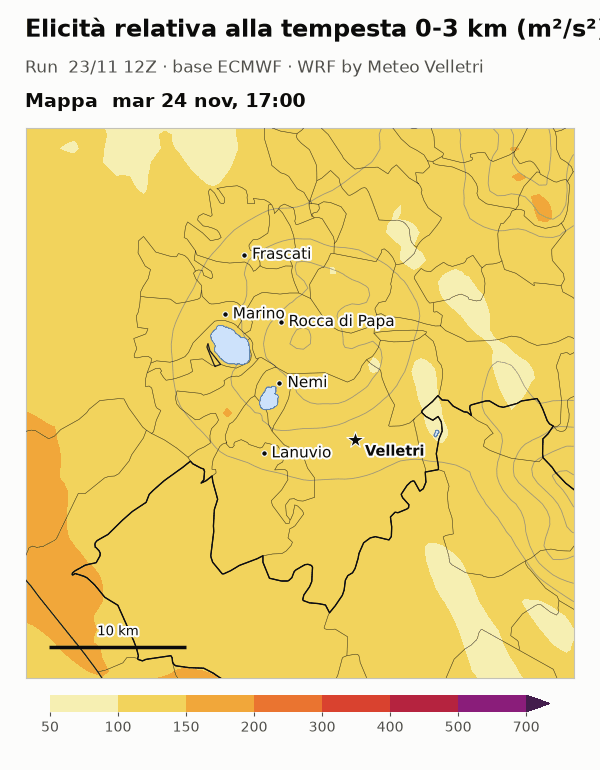 Elicità relativa alla tempesta 0-3 km (m²/s²)
Run 23/11 12Z · base ECMWF · WRF by Meteo Velletri
Mappa mar 24 nov, 17:00
Frascati
Marino
Rocca di Papa
Nemi
Velletri
Lanuvio
10 km
50 100 150 200 300 400 500 700